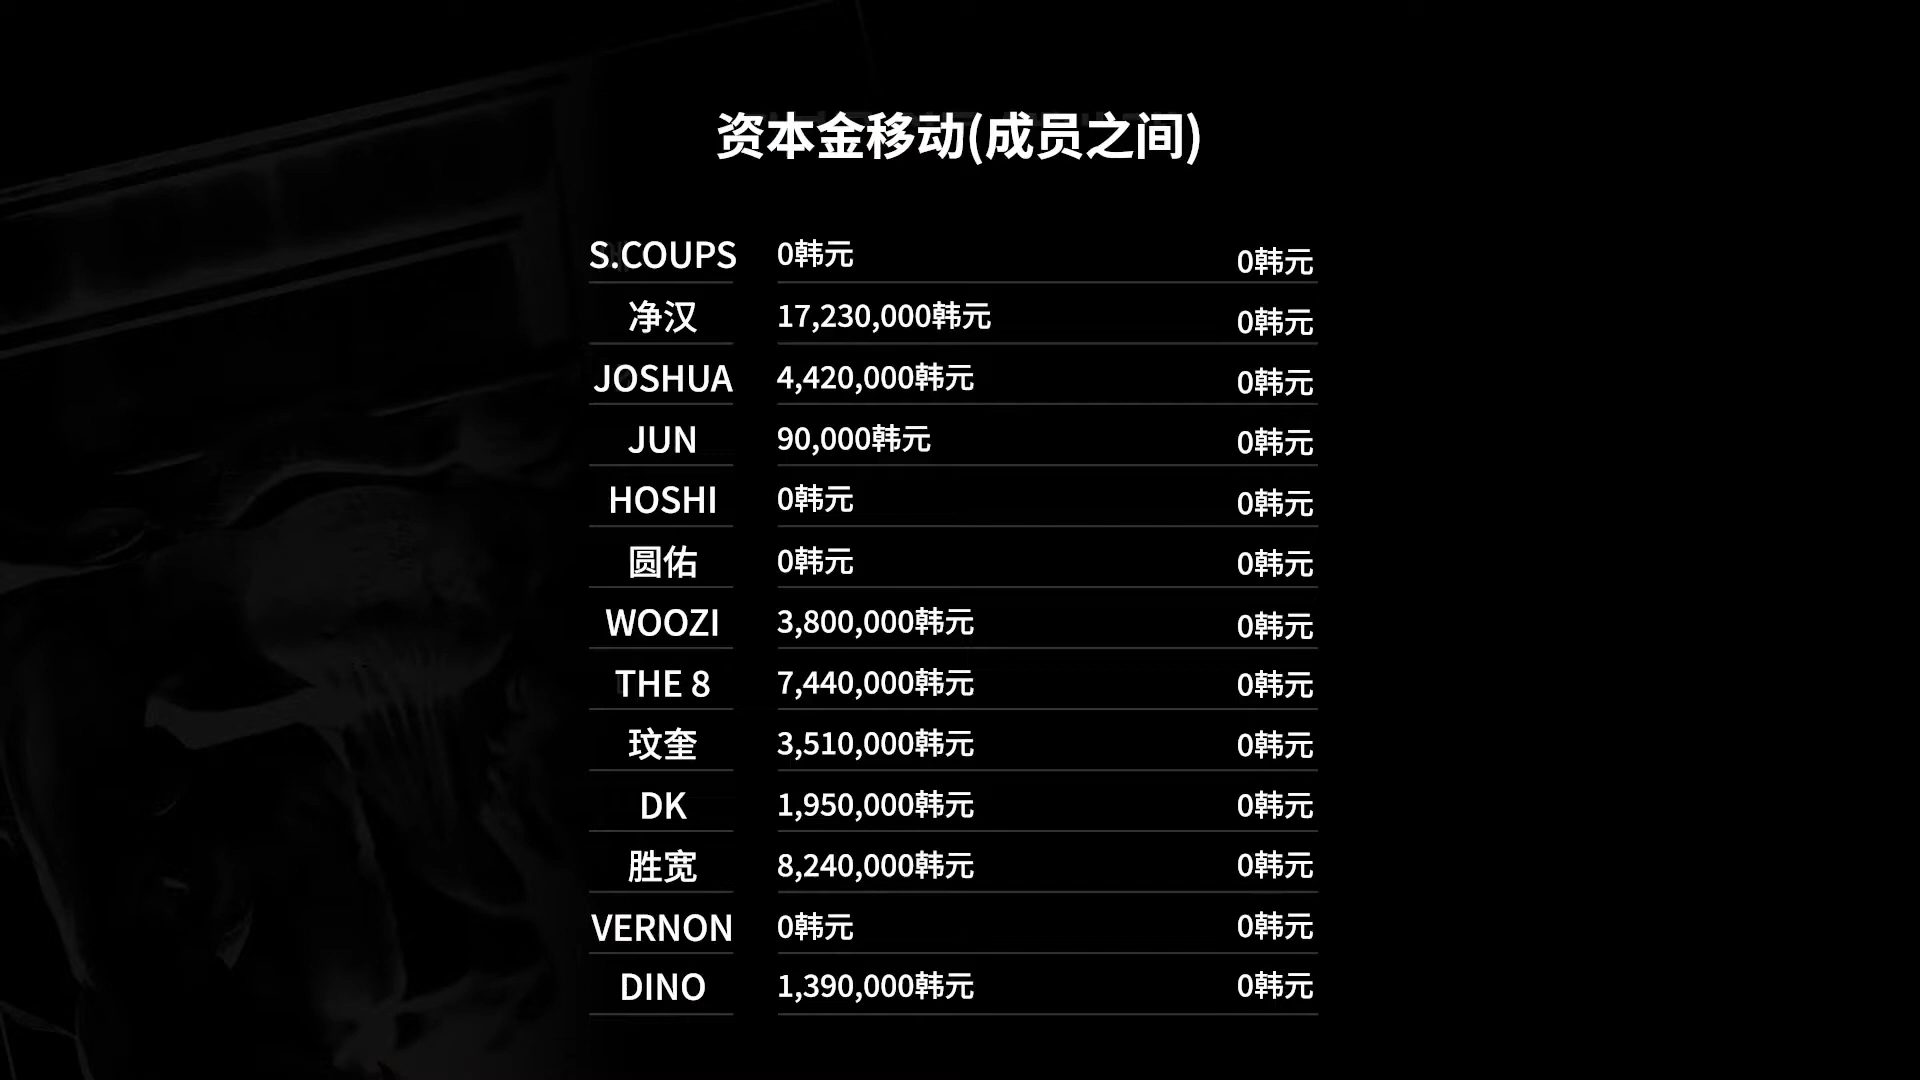 资本金移动(成员之间)
S.COUPS 0韩元 0韩元
净汉 17,230,000韩元 0韩元
JOSHUA 4,420,000韩元 0韩元
JUN 90,000韩元 0韩元
HOSHI 0韩元 0韩元
圆佑 0韩元 0韩元
WOOZI 3,800,000韩元 0韩元
THE 8 7,440,000韩元 0韩元
玟奎 3,510,000韩元 0韩元
DK 1,950,000韩元 0韩元
胜宽 8,240,000韩元 0韩元
VERNON 0韩元 0韩元
DINO 1,390,000韩元 0韩元